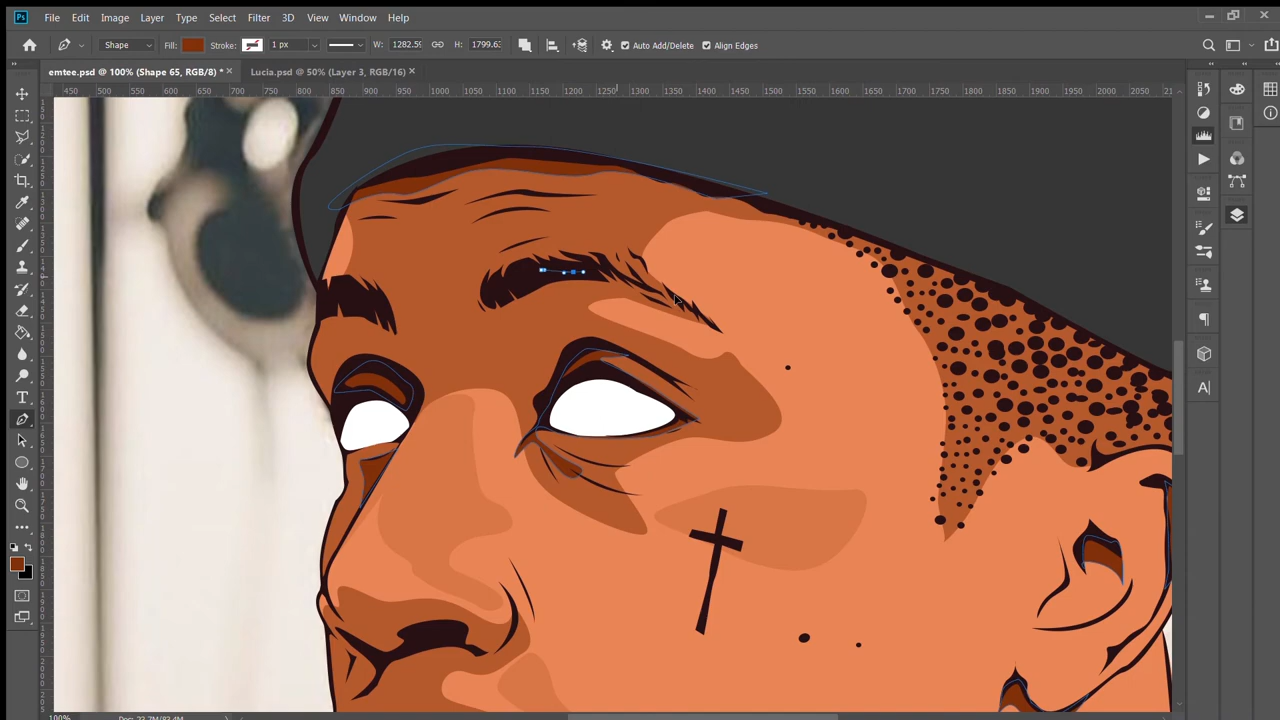 Ps File Edit Image Layer Type Select Filter 3D View Window Help
Shape Fill: Stroke: 1 px W: 1282.59 H: 1799.63 Auto Add/Delete Align Edges
emtee.psd @ 100% (Shape 65, RGB/8) * × Lucia.psd @ 50% (Layer 3, RGB/16) ×
450 500 550 600 650 700 750 800 850 900 950 1000 1050 1100 1150 1200 1250 1300 1350 1400 1450 1500 1550 1600 1650 1700 1750 1800 1850 1900 1950 2000 2050 21
100% Doc: 23.7M/83.4M